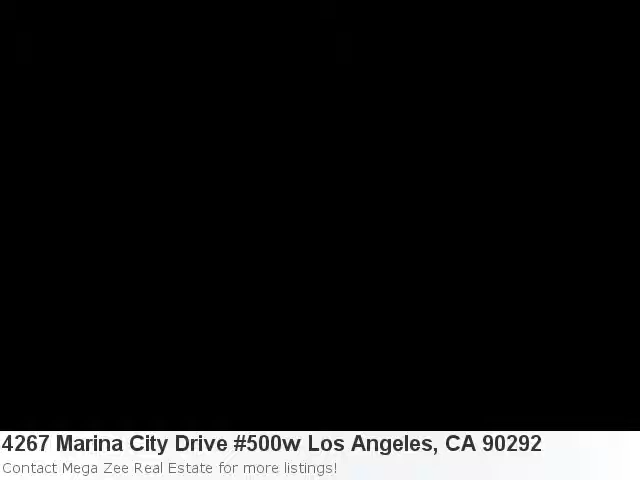 4267 Marina City Drive #500w Los Angeles, CA 90292
Contact Mega Zee Real Estate for more listings!